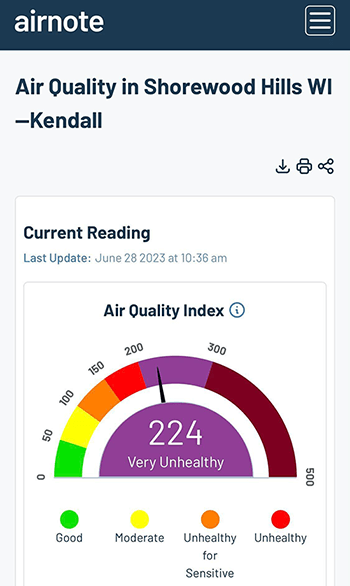 airnote
Air Quality in Shorewood Hills WI
—Kendall
Current Reading
Last Update: June 28 2023 at 10:36 am
Air Quality Index
0
50
100
150
200
300
500
224
Very Unhealthy
Good
Moderate
Unhealthy
for
Sensitive
Unhealthy